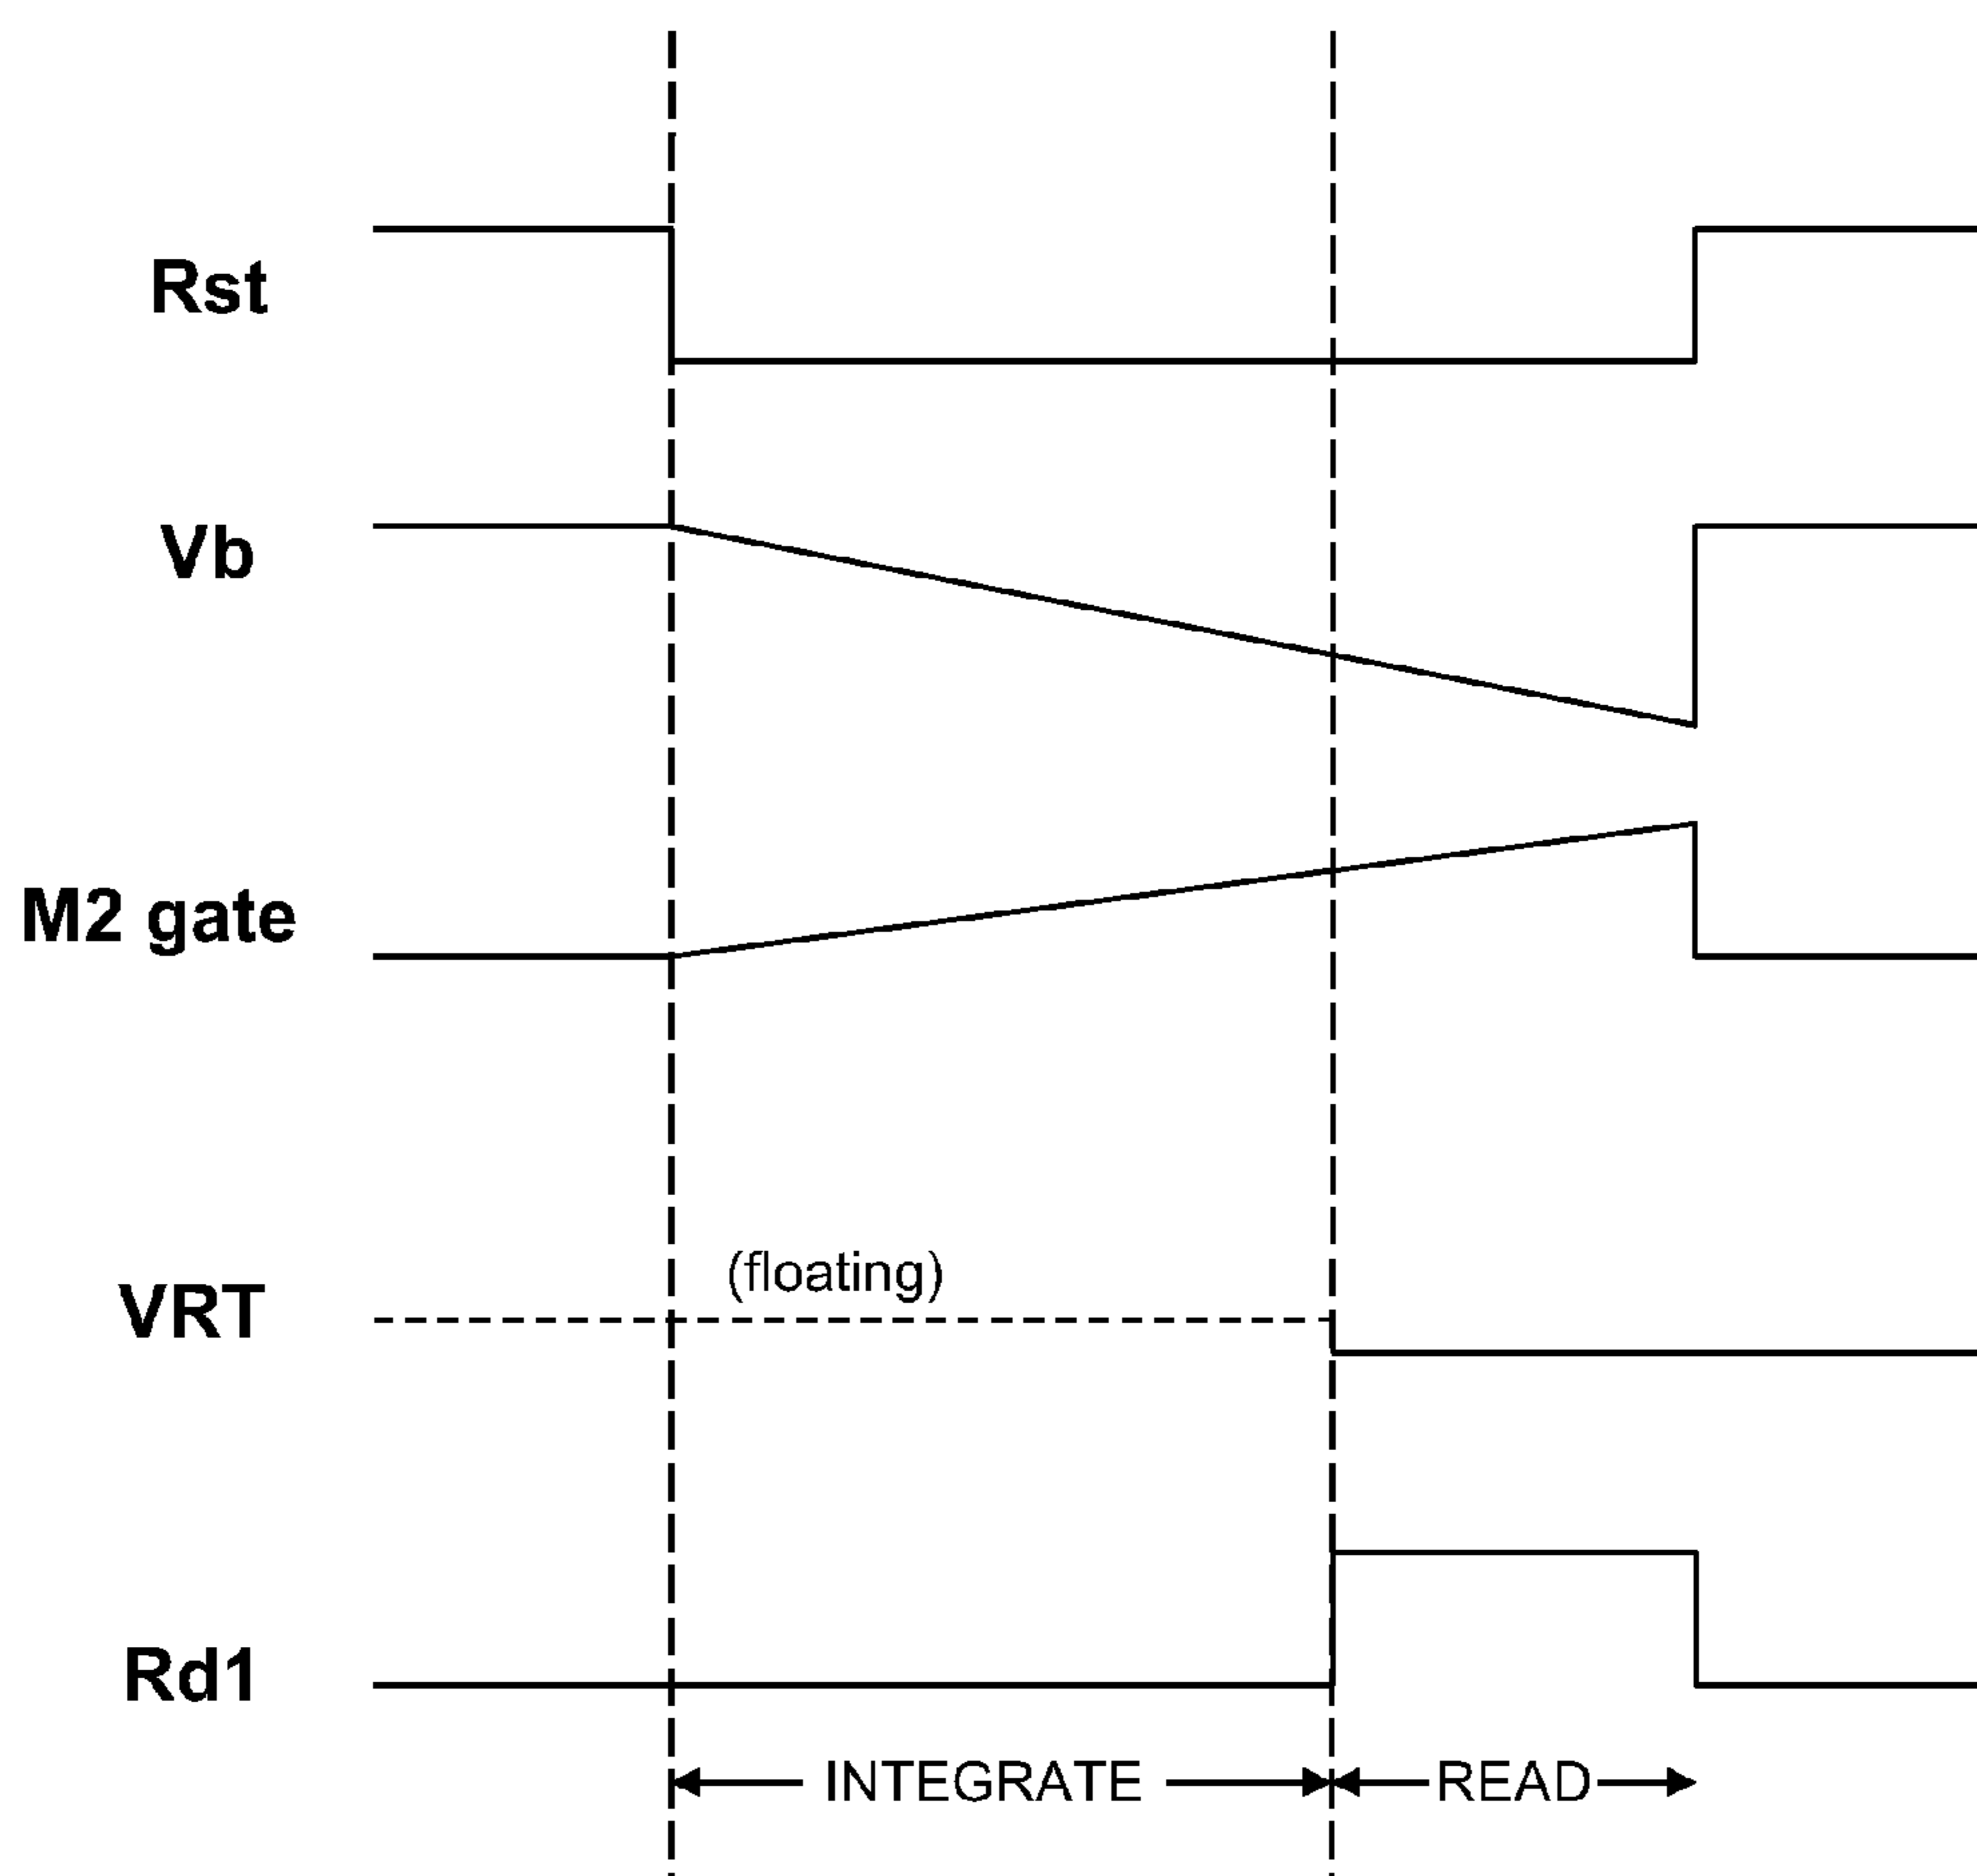 Rst
Vb
M2 gate
(floating)
VRT
Rd1
INTEGRATE READ